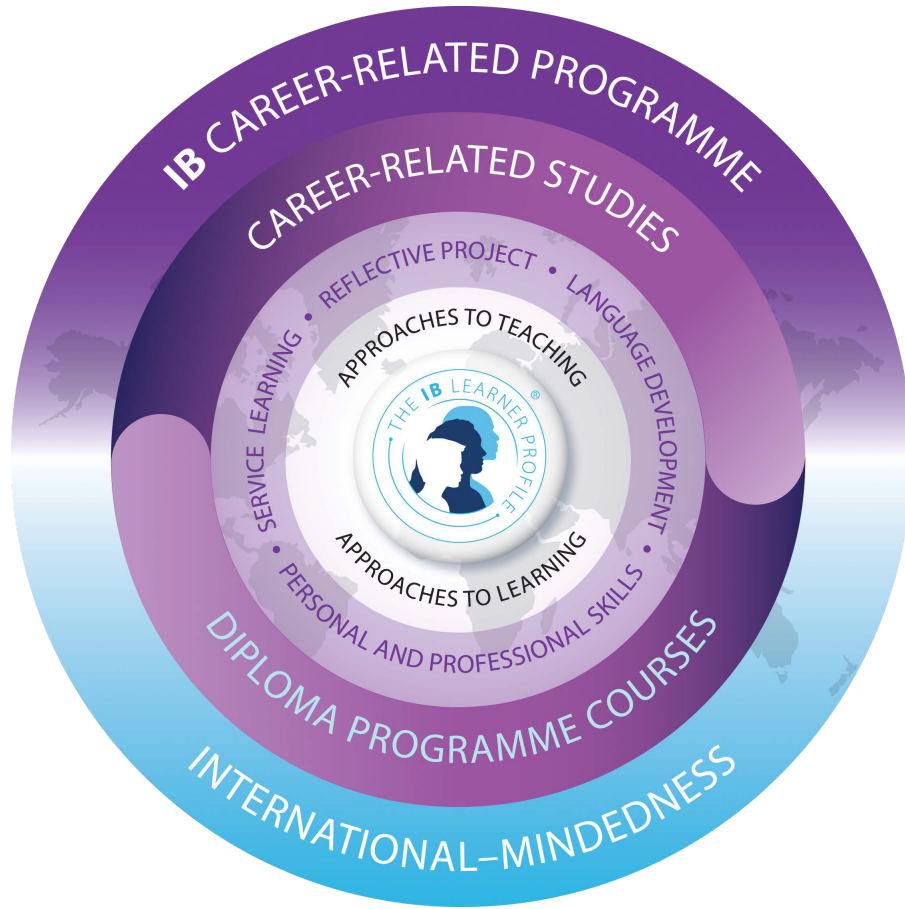 IB CAREER-RELATED PROGRAMME
CAREER-RELATED STUDIES
SERVICE LEARNING • REFLECTIVE PROJECT • LANGUAGE DEVELOPMENT • PERSONAL AND PROFESSIONAL SKILLS •
APPROACHES TO TEACHING
THE IB LEARNER PROFILE ®
APPROACHES TO LEARNING
DIPLOMA PROGRAMME COURSES
INTERNATIONAL–MINDEDNESS